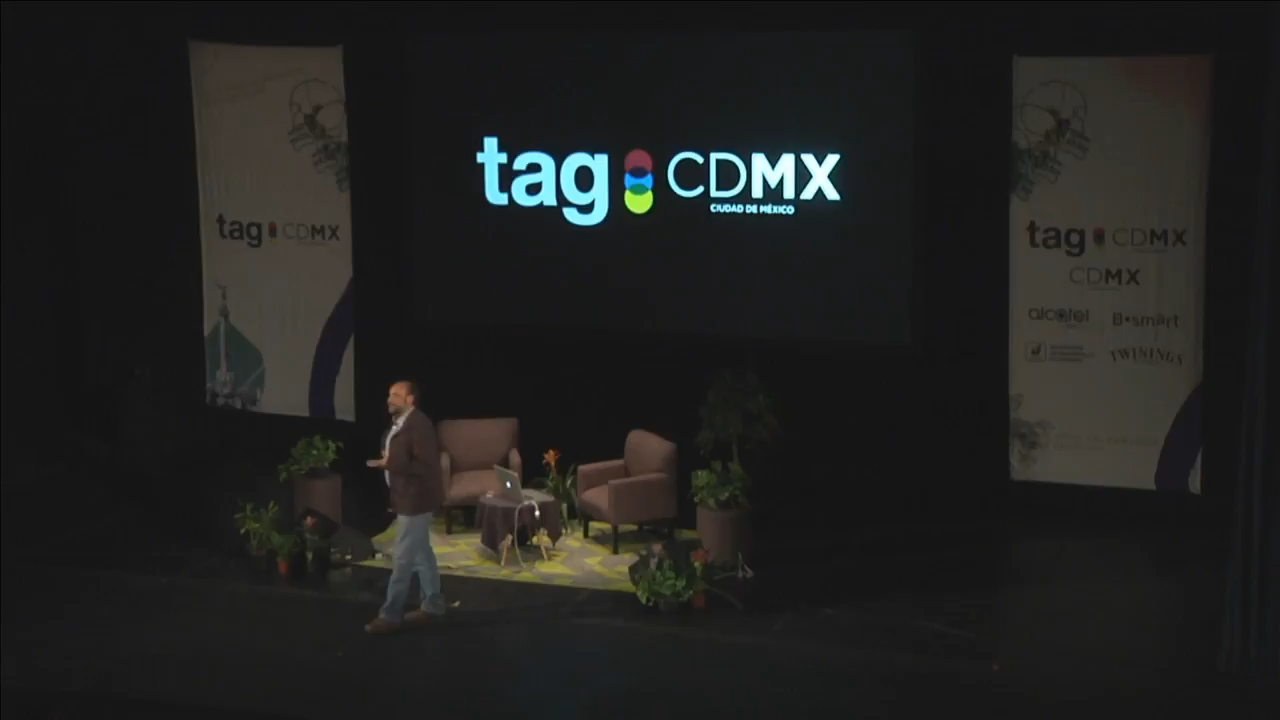 tag CDMX
CIUDAD DE MÉXICO
tag CDMX
tag CDMX
CDMX
alcatel B•smart
TWININGS